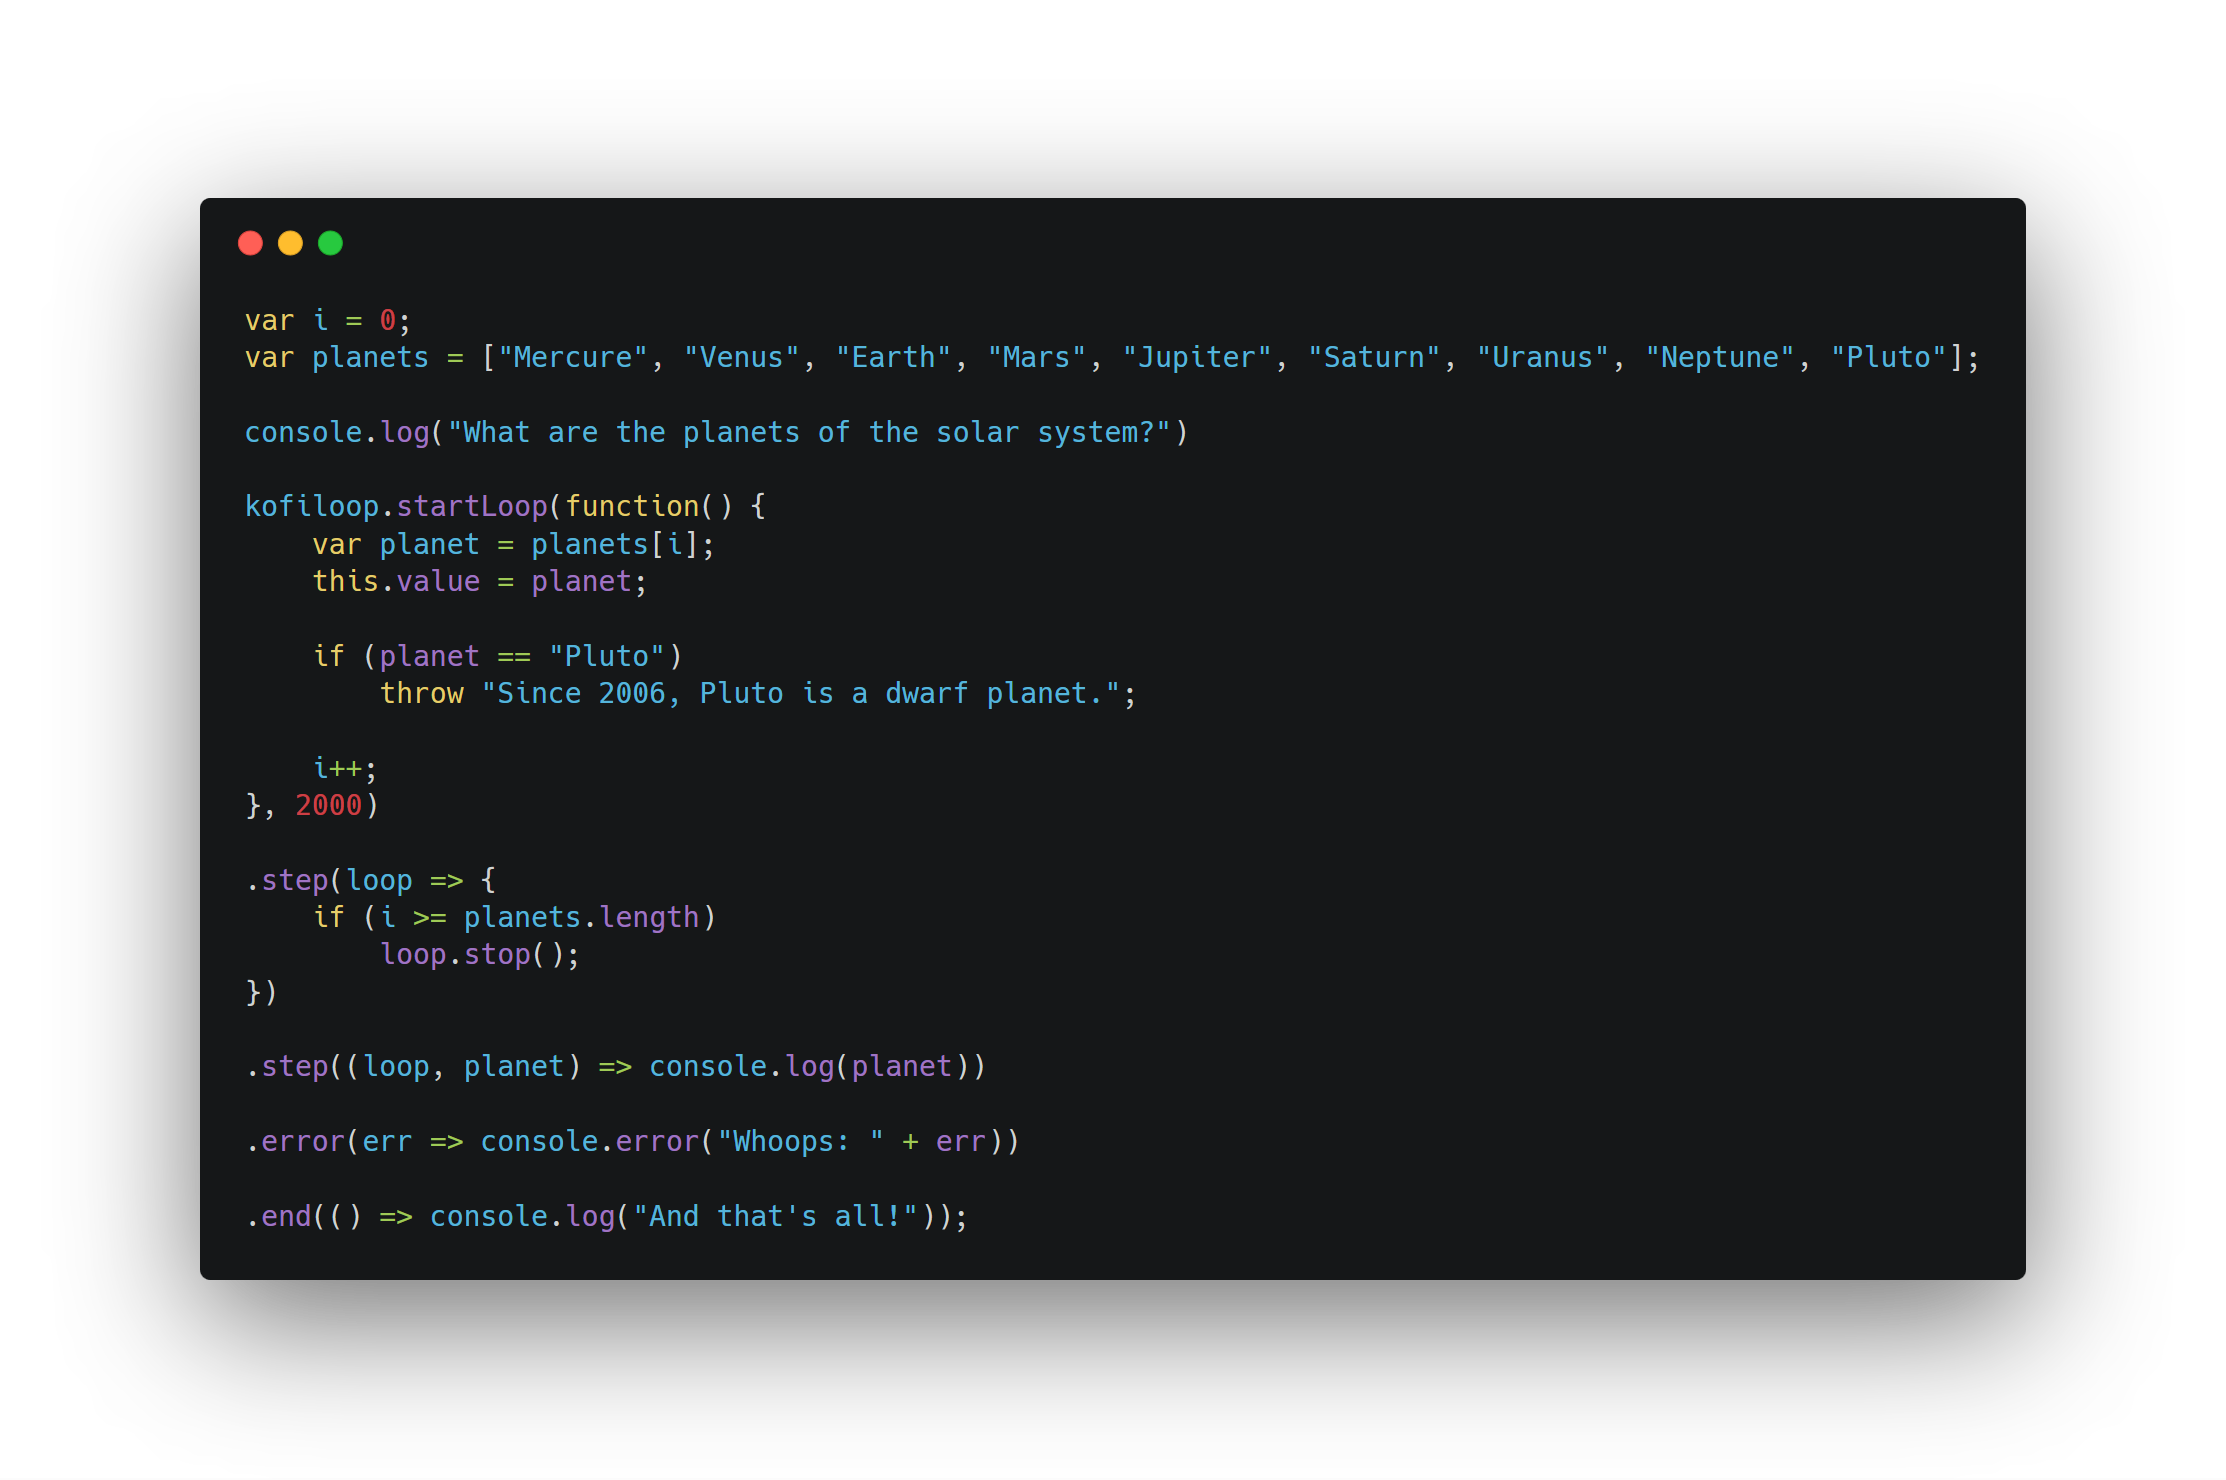 var i = 0;
var planets = ["Mercure", "Venus", "Earth", "Mars", "Jupiter", "Saturn", "Uranus", "Neptune", "Pluto"];
console.log("What are the planets of the solar system?")
kofiloop.startLoop(function() {
    var planet = planets[i];
    this.value = planet;
    if (planet == "Pluto")
        throw "Since 2006, Pluto is a dwarf planet.";
    i++;
}, 2000)
.step(loop => {
    if (i >= planets.length)
        loop.stop();
})
.step((loop, planet) => console.log(planet))
.error(err => console.error("Whoops: " + err))
.end(() => console.log("And that's all!"));